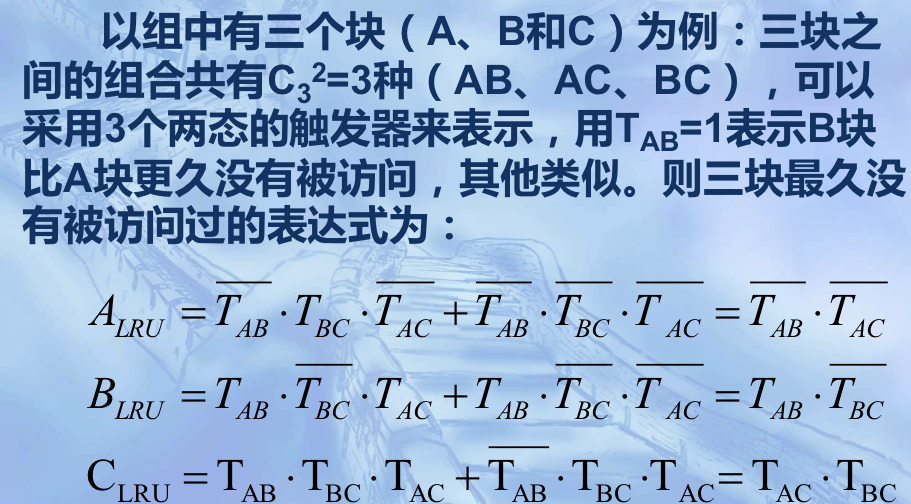 以组中有三个块（A、B和C）为例：三块之
间的组合共有C₃²=3种（AB、AC、BC），可以
采用3个两态的触发器来表示，用T_AB=1表示B块
比A块更久没有被访问，其他类似。则三块最久没
有被访问过的表达式为：
$A_{LRU} = \overline{T_{AB}} \cdot T_{BC} \cdot \overline{T_{AC}} + \overline{T_{AB}} \cdot \overline{T_{BC}} \cdot \overline{T_{AC}} = \overline{T_{AB}} \cdot \overline{T_{AC}}$
$B_{LRU} = T_{AB} \cdot \overline{T_{BC}} \cdot T_{AC} + T_{AB} \cdot \overline{T_{BC}} \cdot \overline{T_{AC}} = T_{AB} \cdot \overline{T_{BC}}$
$C_{LRU} = T_{AB} \cdot T_{BC} \cdot T_{AC} + \overline{T_{AB}} \cdot T_{BC} \cdot T_{AC} = T_{AC} \cdot T_{BC}$